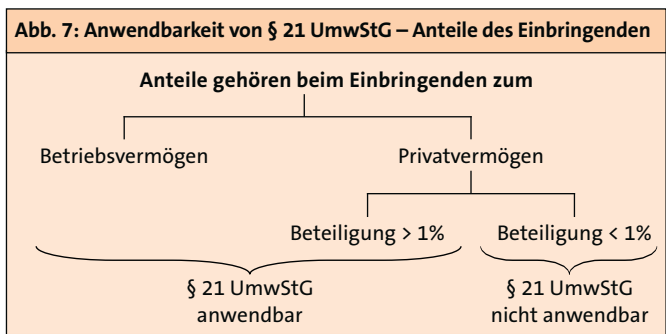 Abb. 7: Anwendbarkeit von § 21 UmwStG – Anteile des Einbringenden
Anteile gehören beim Einbringenden zum
Betriebsvermögen Privatvermögen
Beteiligung > 1% Beteiligung < 1%
§ 21 UmwStG § 21 UmwStG
anwendbar nicht anwendbar